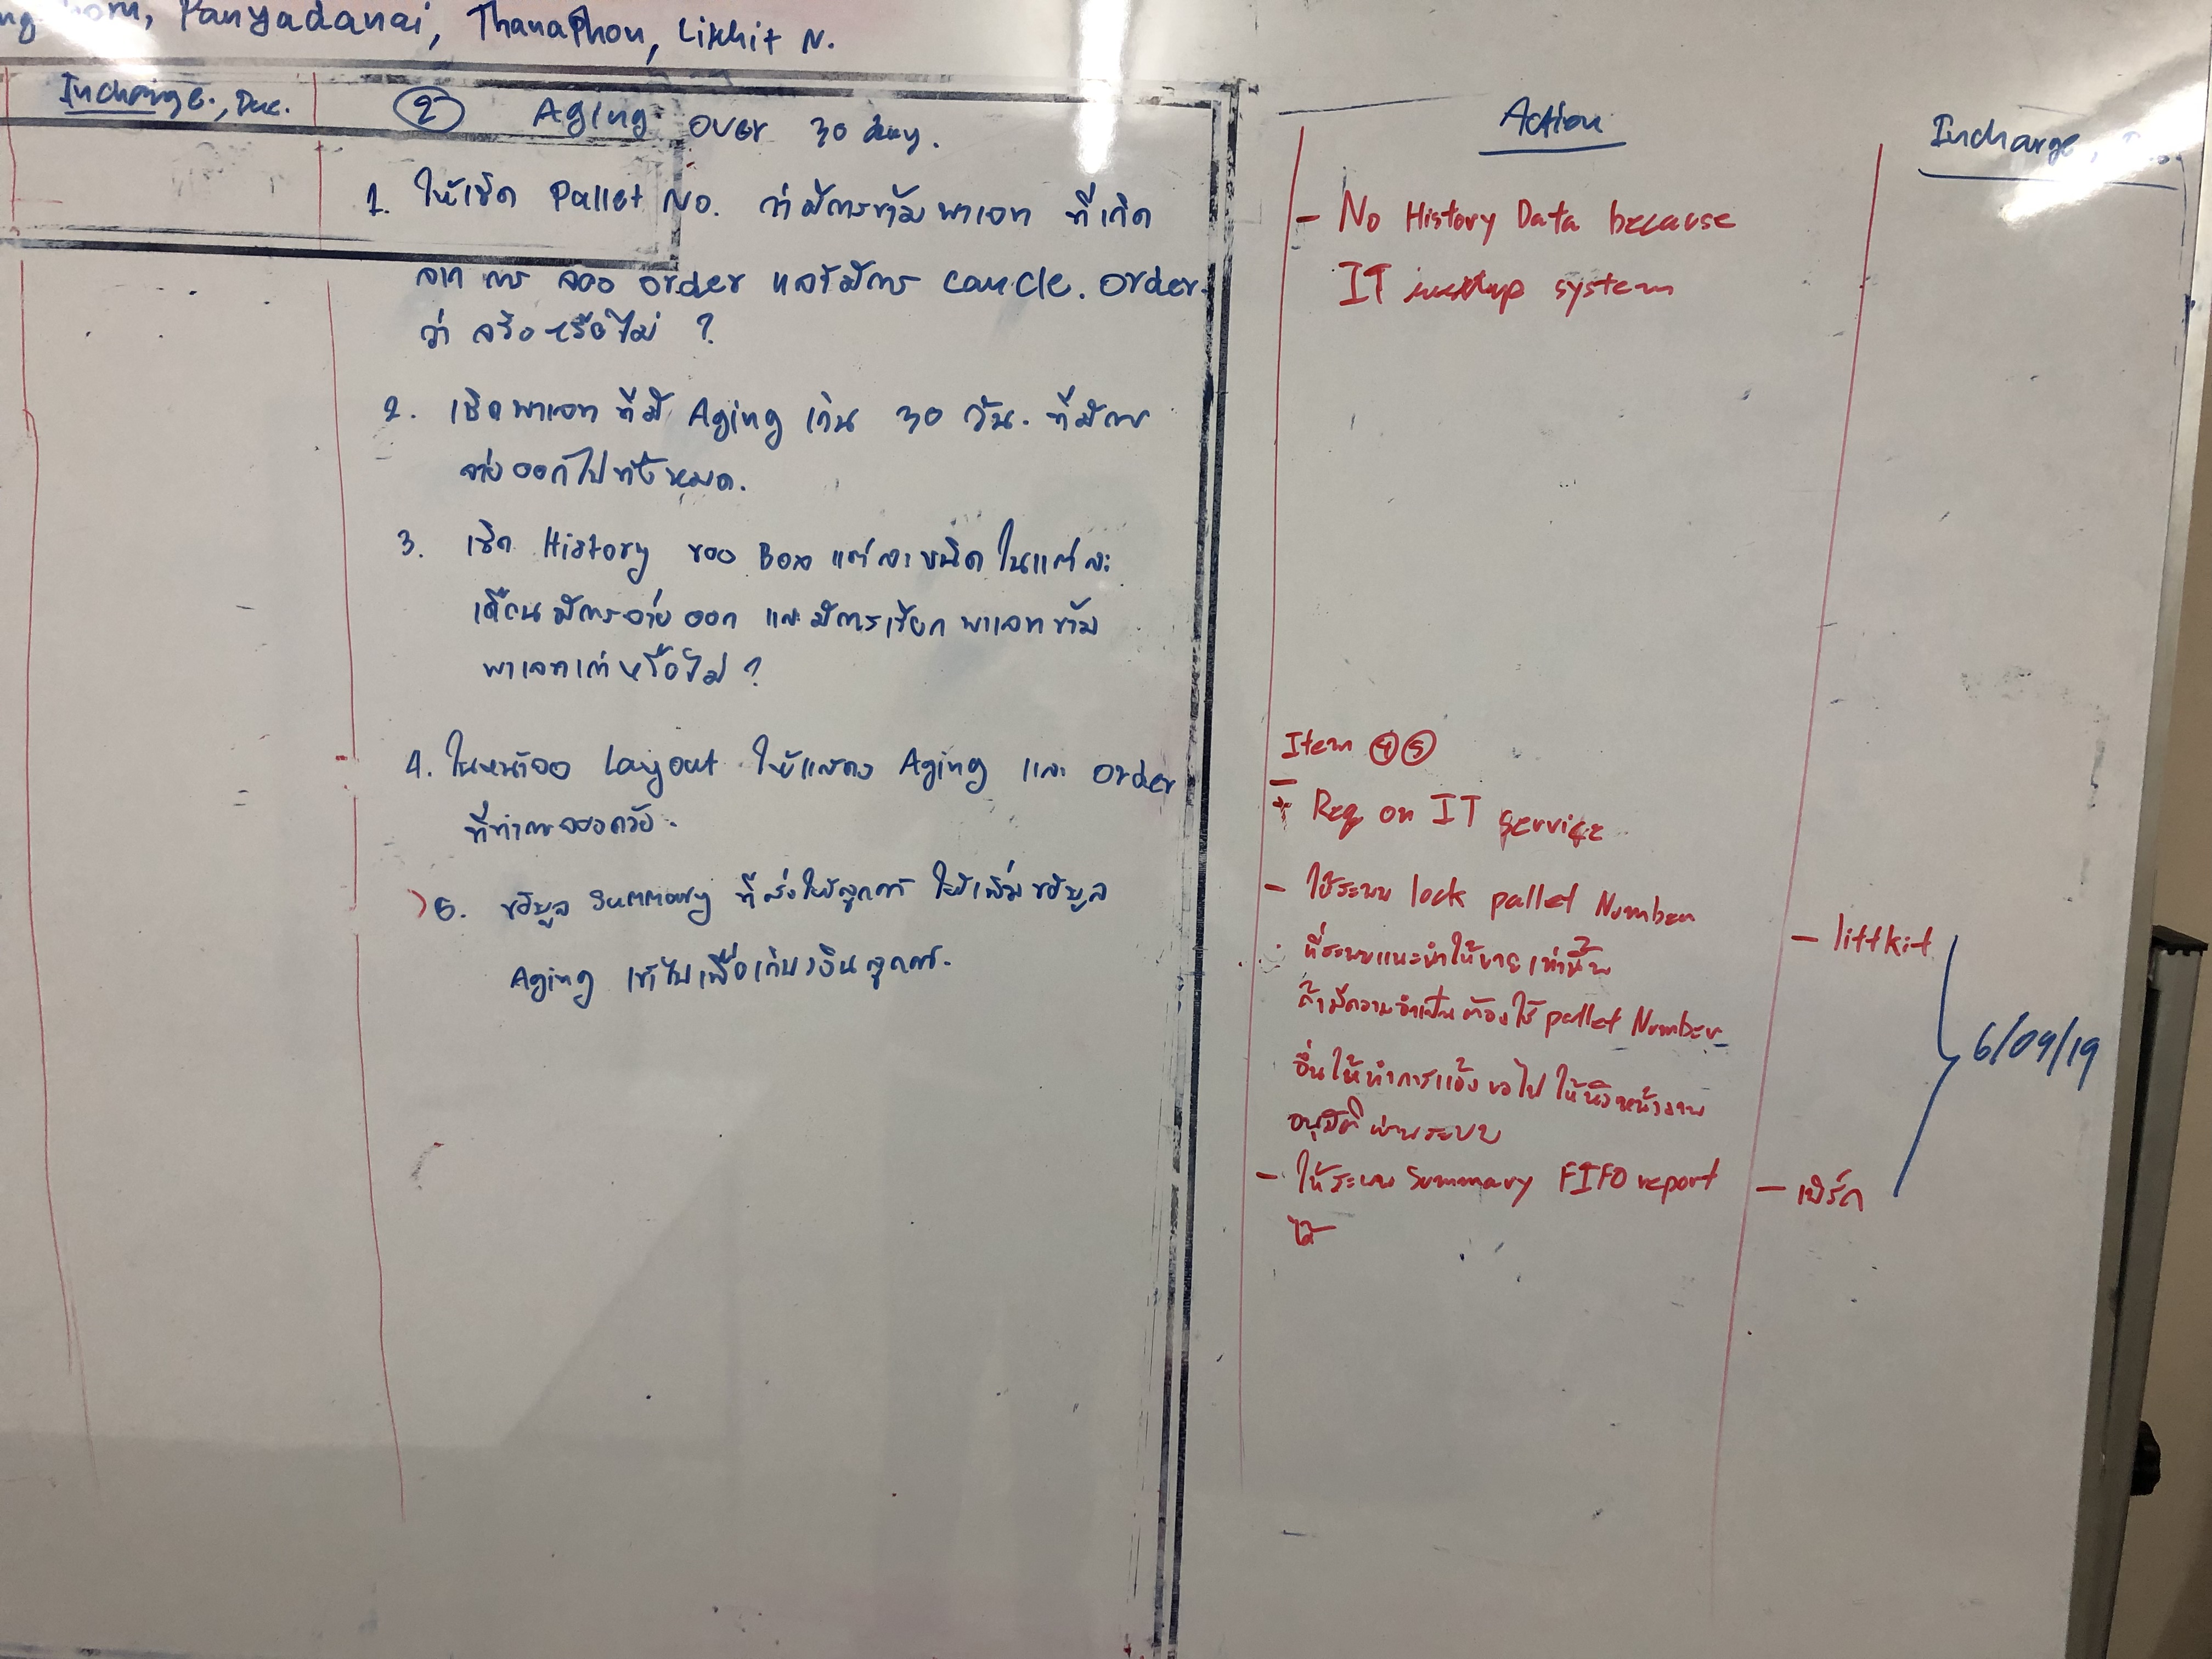 Panyadanai, Thanaphon, Likhit N.
Incharge., Due.
② Aging over 30 day.
1. ให้เช็ค Pallet No. ว่ามีการข้ามพาเลท ที่เกิด
จาก การ จอง order แล้วมีการ cancle. order.
ว่า จริงหรือไม่ ?
2. เช็คพาเลทที่มี Aging เกิน 30 วัน. ที่มีการ
จ่ายออกไปทั้งหมด.
3. เช็ค History ของ Box แต่ละชนิด ในแต่ละ
เดือนมีการจ่ายออก และมีการเรียกพาเลทข้าม
พาเลทเก่าหรือไม่ ?
4. ในหน้าจอ Layout ให้แสดง Aging และ order
ที่ทำการจองด้วย.
5. ข้อมูล Summary ที่ส่งให้ลูกค้า ให้เพิ่มข้อมูล
Aging เข้าไปเพื่อเก็บเงินลูกค้า.
Action
- No History Data because
IT system
Item ④⑤
Req on IT service
- ใช้ระบบ lock pallet Number
ที่ระบบแนะนำให้ขายเท่านั้น
ถ้ามีความจำเป็นต้องใช้ pallet Number
อื่นให้ทำการแจ้งขอไป ให้หัวหน้างาน
อนุมัติผ่านระบบ
- ให้ระบบ Summary FIFO report
ได้
Incharge,
- littkit
- เบิร์ด
6/09/19